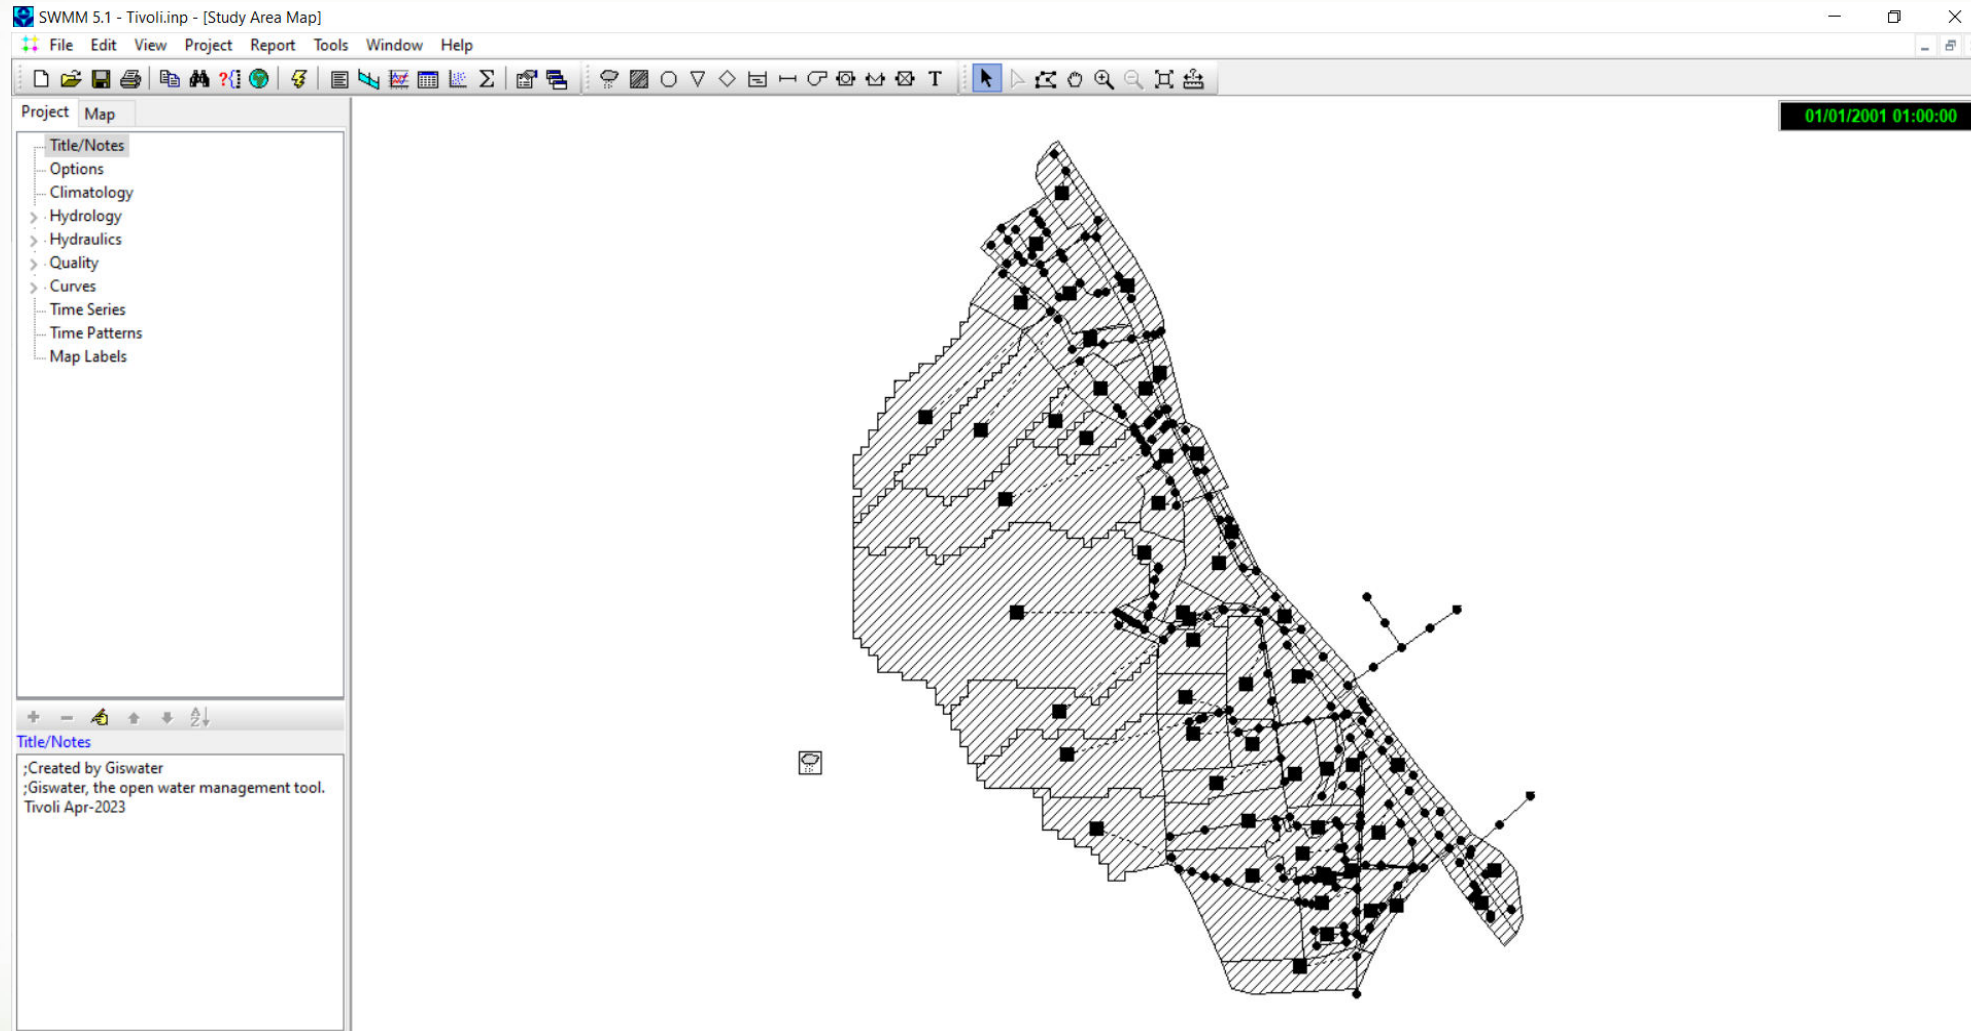 SWMM 5.1 - Tivoli.inp - [Study Area Map]
File Edit View Project Report Tools Window Help
T
Project Map
01/01/2001 01:00:00
Title/Notes
Options
Climatology
Hydrology
Hydraulics
Quality
Curves
Time Series
Time Patterns
Map Labels
Title/Notes
;Created by Giswater
;Giswater, the open water management tool.
Tivoli Apr-2023